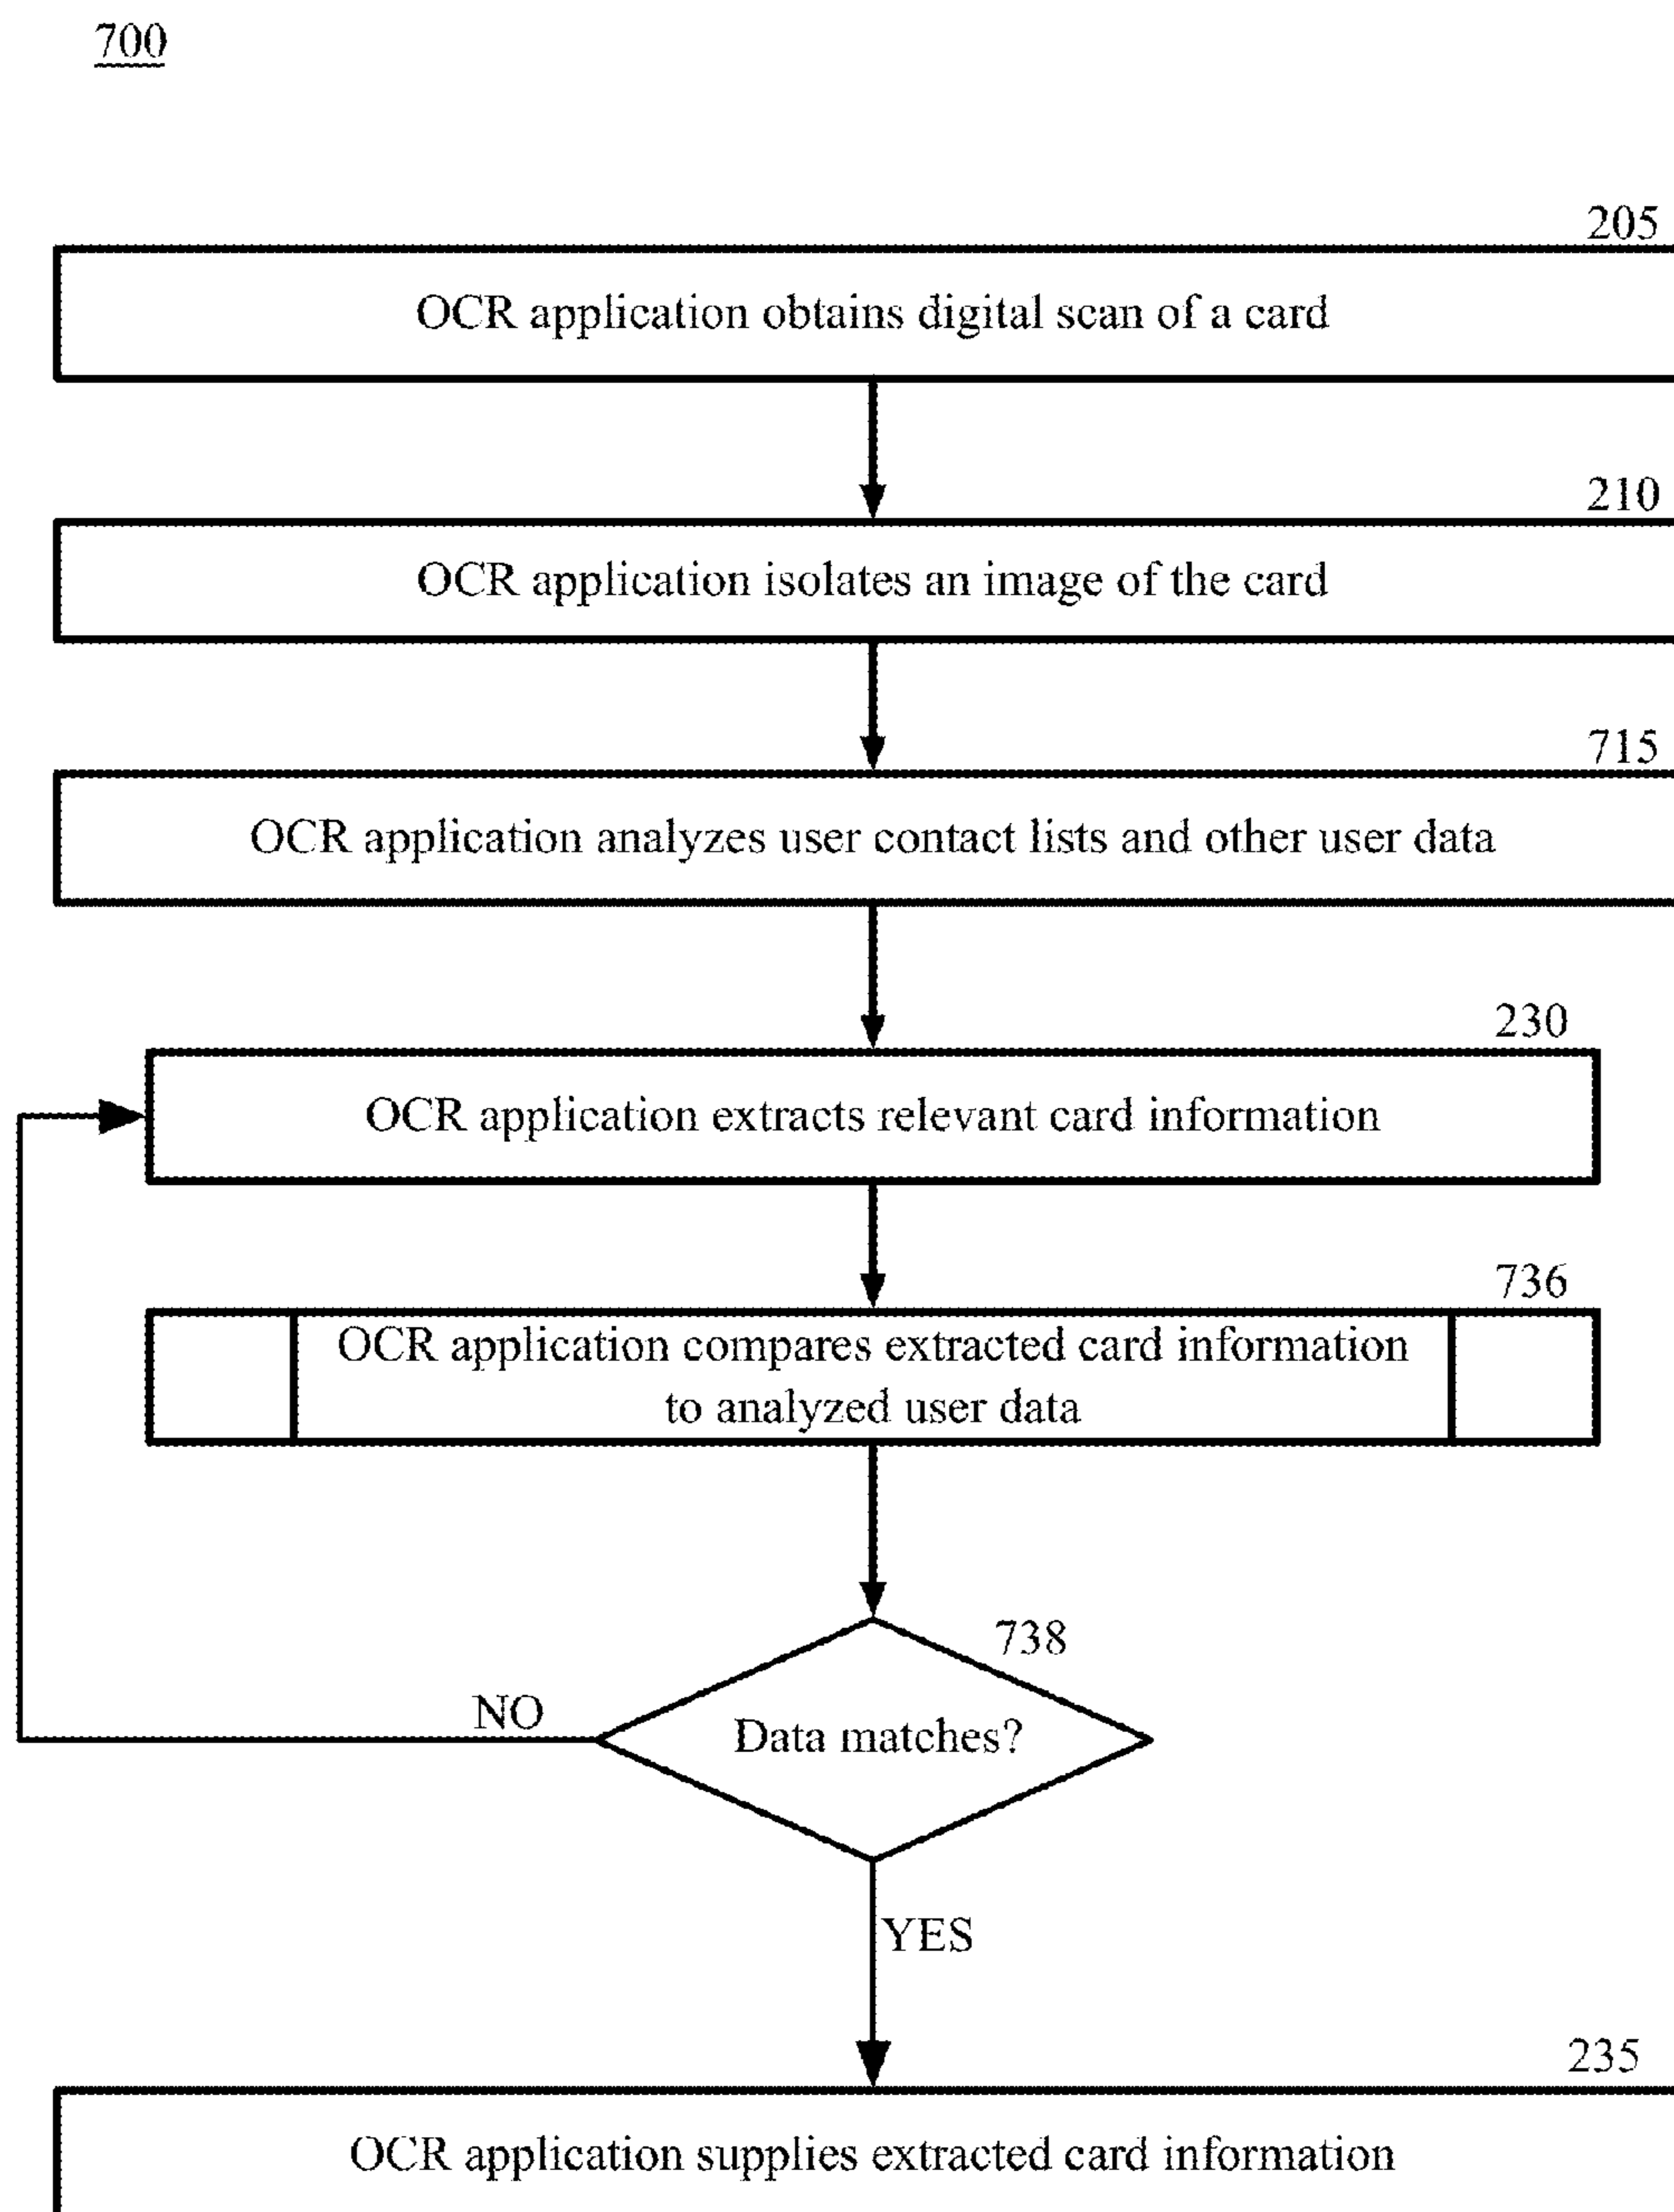 700
205
OCR application obtains digital scan of a card
210
OCR application isolates an image of the card
715
OCR application analyzes user contact lists and other user data
230
OCR application extracts relevant card information
736
OCR application compares extracted card information
to analyzed user data
738
NO
Data matches?
YES
235
OCR application supplies extracted card information